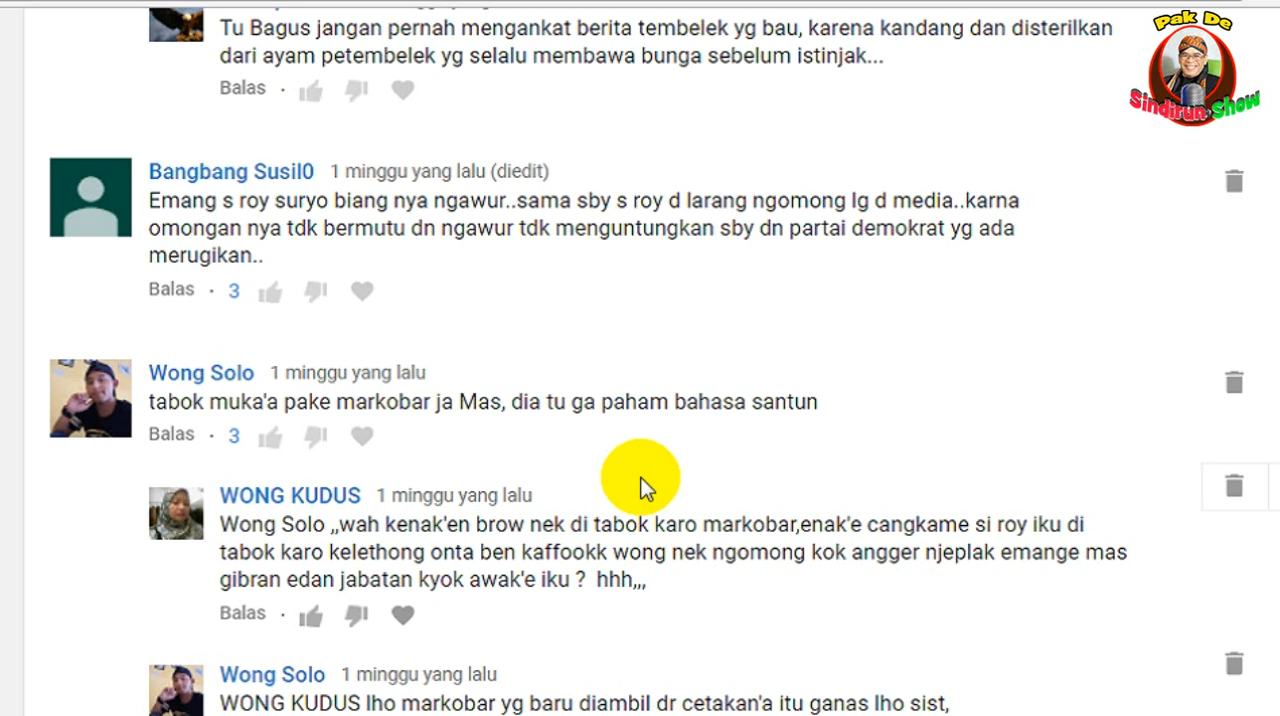 Tu Bagus jangan pernah mengankat berita tembelek yg bau, karena kandang dan disterilkan
dari ayam petembelek yg selalu membawa bunga sebelum istinjak...
Balas
Pak De
Sindirun Show
Bangbang Susil0 1 minggu yang lalu (diedit)
Emang s roy suryo biang nya ngawur..sama sby s roy d larang ngomong lg d media..karna
omongan nya tdk bermutu dn ngawur tdk menguntungkan sby dn partai demokrat yg ada
merugikan..
Balas · 3
Wong Solo 1 minggu yang lalu
tabok muka'a pake markobar ja Mas, dia tu ga paham bahasa santun
Balas · 3
WONG KUDUS 1 minggu yang lalu
Wong Solo ,,wah kenak'en brow nek di tabok karo markobar,enak'e cangkame si roy iku di
tabok karo kelethong onta ben kaffookk wong nek ngomong kok angger njeplak emange mas
gibran edan jabatan kyok awak'e iku ? hhh,,,
Balas
Wong Solo 1 minggu yang lalu
WONG KUDUS lho markobar yg baru diambil dr cetakan'a itu ganas lho sist,